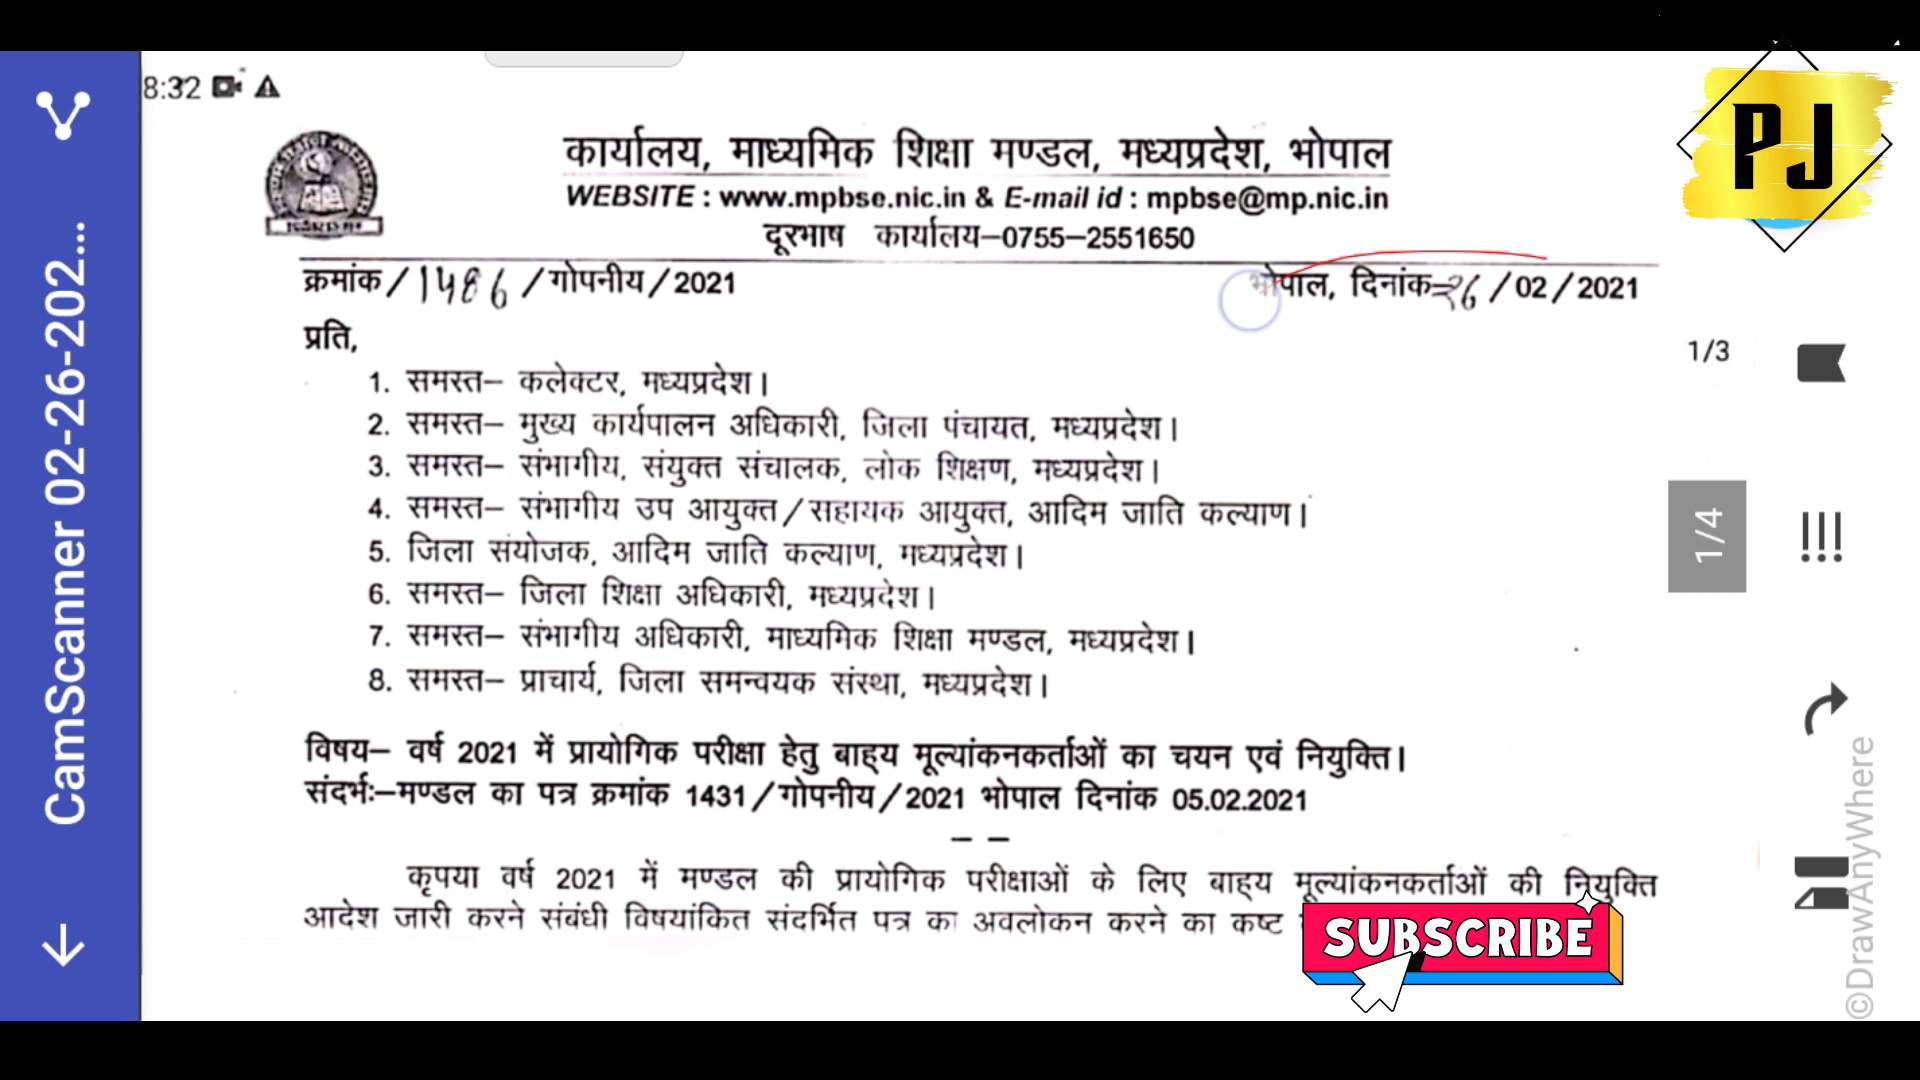 8:32
PJ
कार्यालय, माध्यमिक शिक्षा मण्डल, मध्यप्रदेश, भोपाल
WEBSITE : www.mpbse.nic.in & E-mail id : mpbse@mp.nic.in
दूरभाष कार्यालय–0755–2551650
क्रमांक/1486/गोपनीय/2021
भोपाल, दिनांक–26/02/2021
प्रति,
1. समस्त– कलेक्टर, मध्यप्रदेश।
2. समस्त– मुख्य कार्यपालन अधिकारी, जिला पंचायत, मध्यप्रदेश।
3. समस्त– संभागीय, संयुक्त संचालक, लोक शिक्षण, मध्यप्रदेश।
4. समस्त– संभागीय उप आयुक्त/सहायक आयुक्त, आदिम जाति कल्याण।
5. जिला संयोजक, आदिम जाति कल्याण, मध्यप्रदेश।
6. समस्त– जिला शिक्षा अधिकारी, मध्यप्रदेश।
7. समस्त– संभागीय अधिकारी, माध्यमिक शिक्षा मण्डल, मध्यप्रदेश।
8. समस्त– प्राचार्य, जिला समन्वयक संस्था, मध्यप्रदेश।
विषय– वर्ष 2021 में प्रायोगिक परीक्षा हेतु बाह्य मूल्यांकनकर्ताओं का चयन एवं नियुक्ति।
संदर्भः–मण्डल का पत्र क्रमांक 1431/गोपनीय/2021 भोपाल दिनांक 05.02.2021
– –
कृपया वर्ष 2021 में मण्डल की प्रायोगिक परीक्षाओं के लिए बाह्य मूल्यांकनकर्ताओं की नियुक्ति
आदेश जारी करने संबंधी विषयांकित संदर्भित पत्र का अवलोकन करने का कष्ट
SUBSCRIBE
CamScanner 02-26-202...
1/3
1/4
©DrawAnyWhere